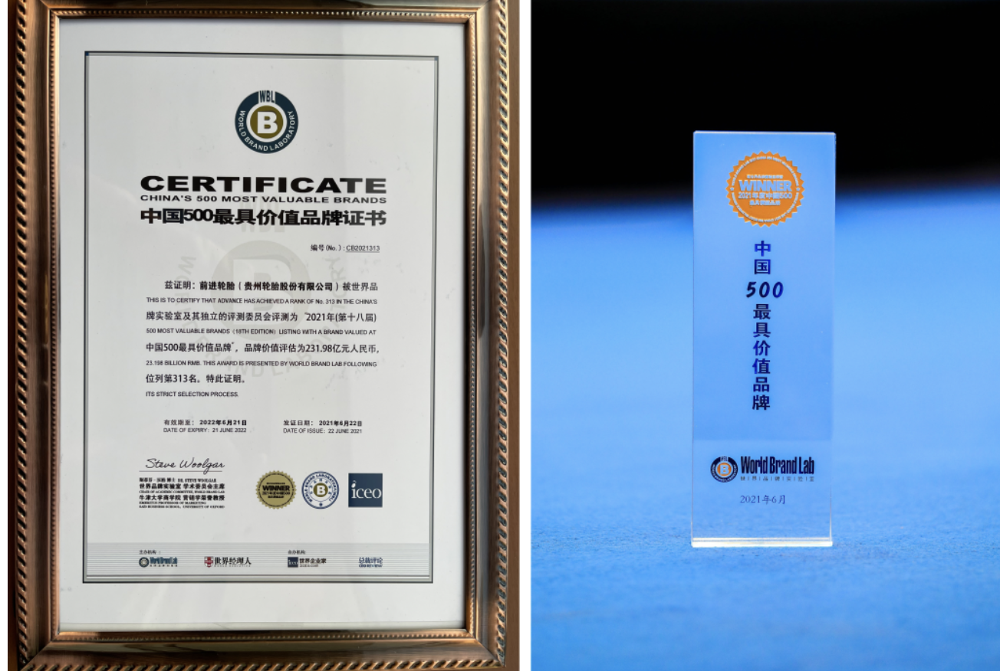 WBL
WORLD BRAND LABORATORY
B
CERTIFICATE
CHINA'S 500 MOST VALUABLE BRANDS
中国500最具价值品牌证书
编号(No.):CB2021313
兹证明：前进轮胎（贵州轮胎股份有限公司）被世界品
THIS IS TO CERTIFY THAT ADVANCE HAS ACHIEVED A RANK OF No. 313 IN THE CHINA'S
牌实验室及其独立的评测委员会评测为“2021年(第十八届)
500 MOST VALUABLE BRANDS (18TH EDITION) LISTING WITH A BRAND VALUED AT
中国500最具价值品牌”，品牌价值评估为231.98亿元人民币，
23.198 BILLION RMB. THIS AWARD IS PRESENTED BY WORLD BRAND LAB FOLLOWING
位列第313名。特此证明。
ITS STRICT SELECTION PROCESS.
有效期至：2022年6月21日
DATE OF EXPIRY: 21 JUNE 2022
发证日期：2021年6月22日
DATE OF ISSUE: 22 JUNE 2021
Steve Woolgar
博士 DR. STEVE WOOLGAR
世界品牌实验室 学术委员会主席
CHAIR OF ACADEMIC COMMITTEE, WORLD BRAND LAB
牛津大学商学院 营销学荣誉教授
EMERITUS PROFESSOR OF MARKETING
SAID BUSINESS SCHOOL, UNIVERSITY OF OXFORD
WINNER
B
iceo
主办机构：
World Brand Lab
世界经理人
iceo
世界企业家
总裁评论
CEO REVIEW
WINNER
2021年度中国500
中
国
500
最
具
价
值
品
牌
WBL
B
World Brand Lab
世界品牌实验室
2021年6月